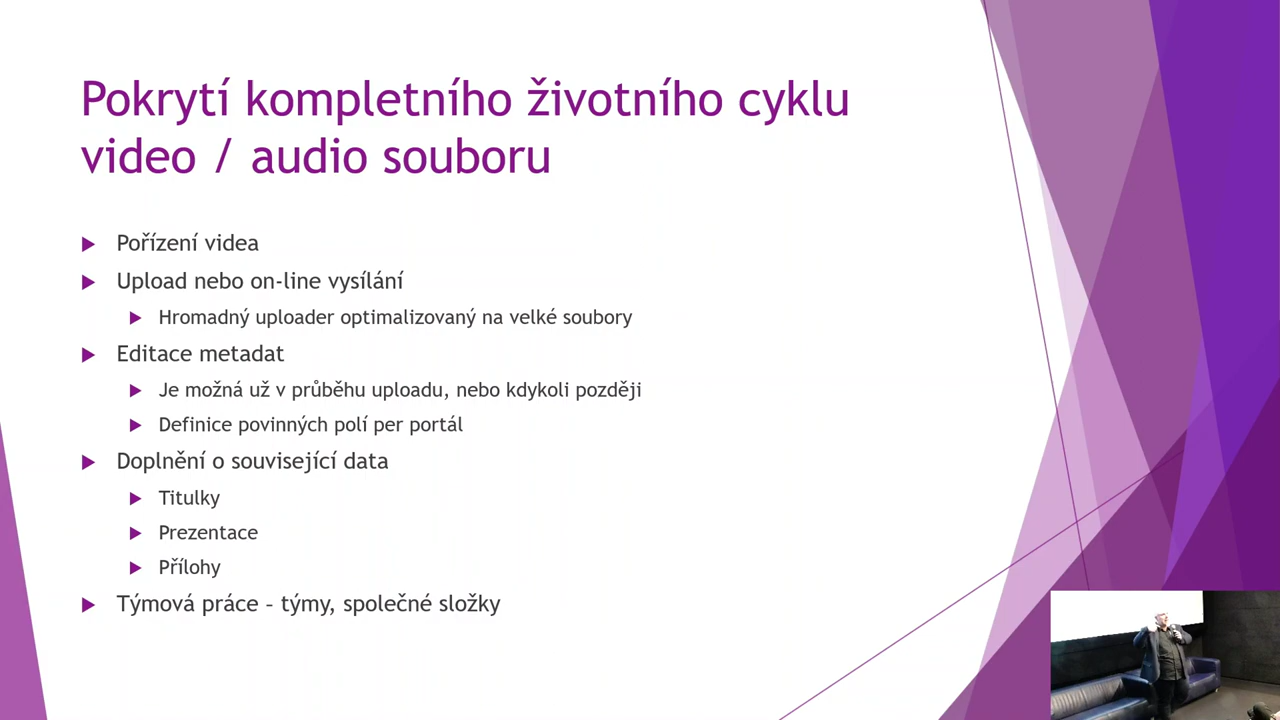 Pokrytí kompletního životního cyklu
video / audio souboru
Pořízení videa
Upload nebo on-line vysílání
Hromadný uploader optimalizovaný na velké soubory
Editace metadat
Je možná už v průběhu uploadu, nebo kdykoli později
Definice povinných polí per portál
Doplnění o související data
Titulky
Prezentace
Přílohy
Týmová práce – týmy, společné složky